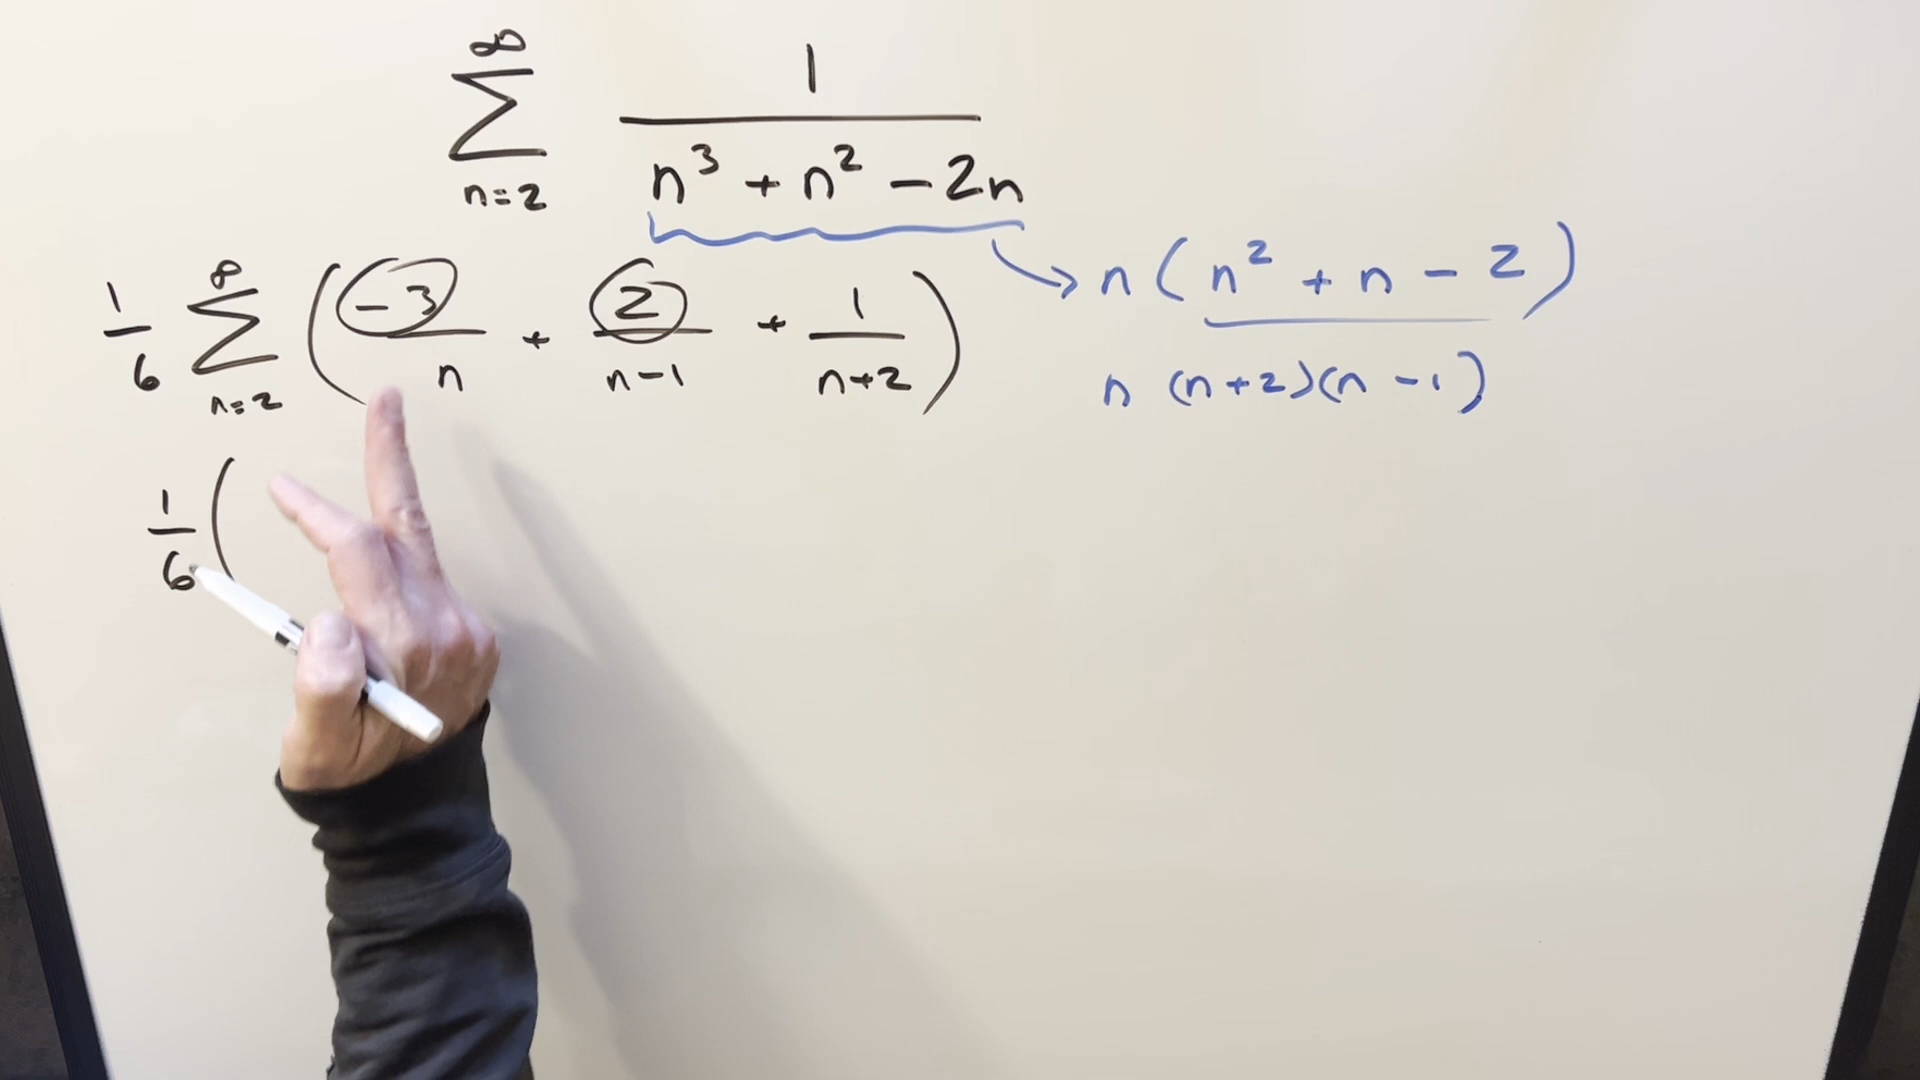 ∞
∑ 1/(n³ + n² − 2n)
n=2
n(n² + n − 2)
1/6 ∞∑n=2 (−3/n + 2/(n−1) + 1/(n+2))
n (n+2)(n −1)
1/6 (